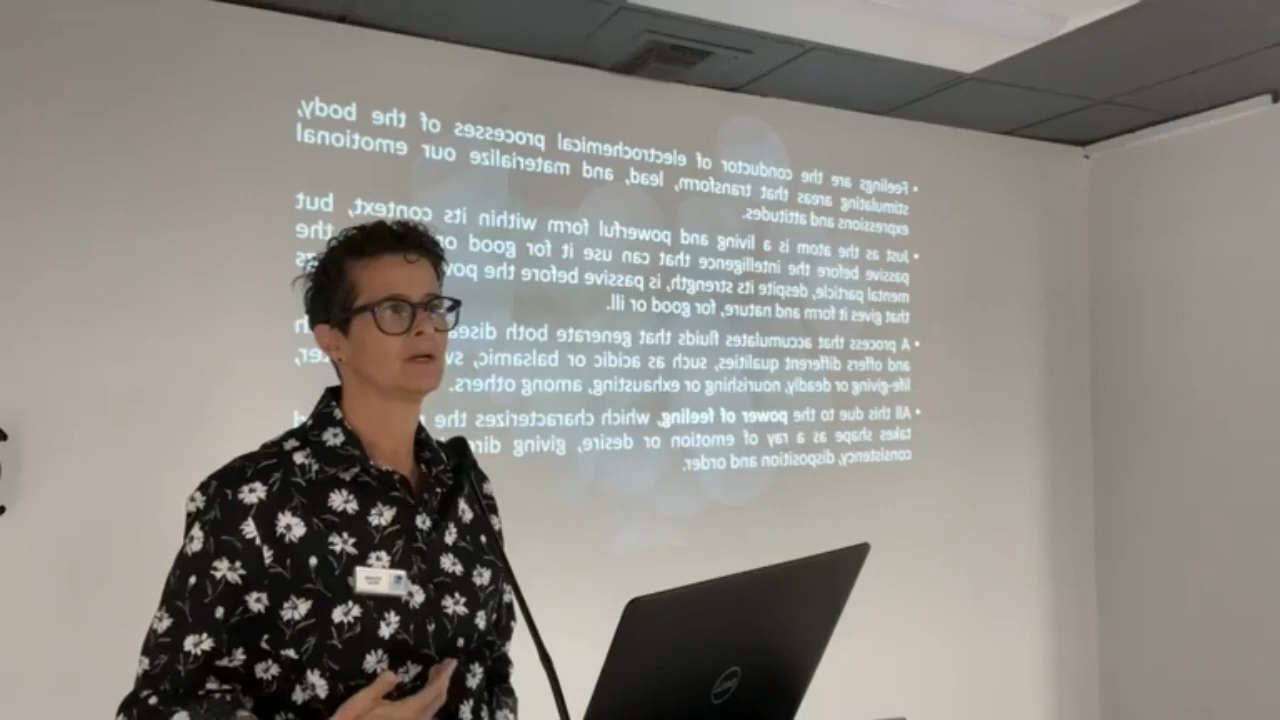 • Feelings are the conductor of electrochemical processes of the body,
stimulating areas that transform, lead, and materialize our emotional
expressions and attitudes.
• Just as the atom is a living and powerful form within its context, but
passive before the intelligence that can use it for good or the
mental particle, despite its strength, is passive before the
that gives it form and nature, for good or ill.
• A process that accumulates fluids that generate both
and offers different qualities, such as acidic or balsamic,
life-giving or deadly, nourishing or exhausting, among others.
• All this due to the power of feeling, which characterizes the
takes shape as a ray of emotion or desire, giving
consistency, disposition and order.
DELL